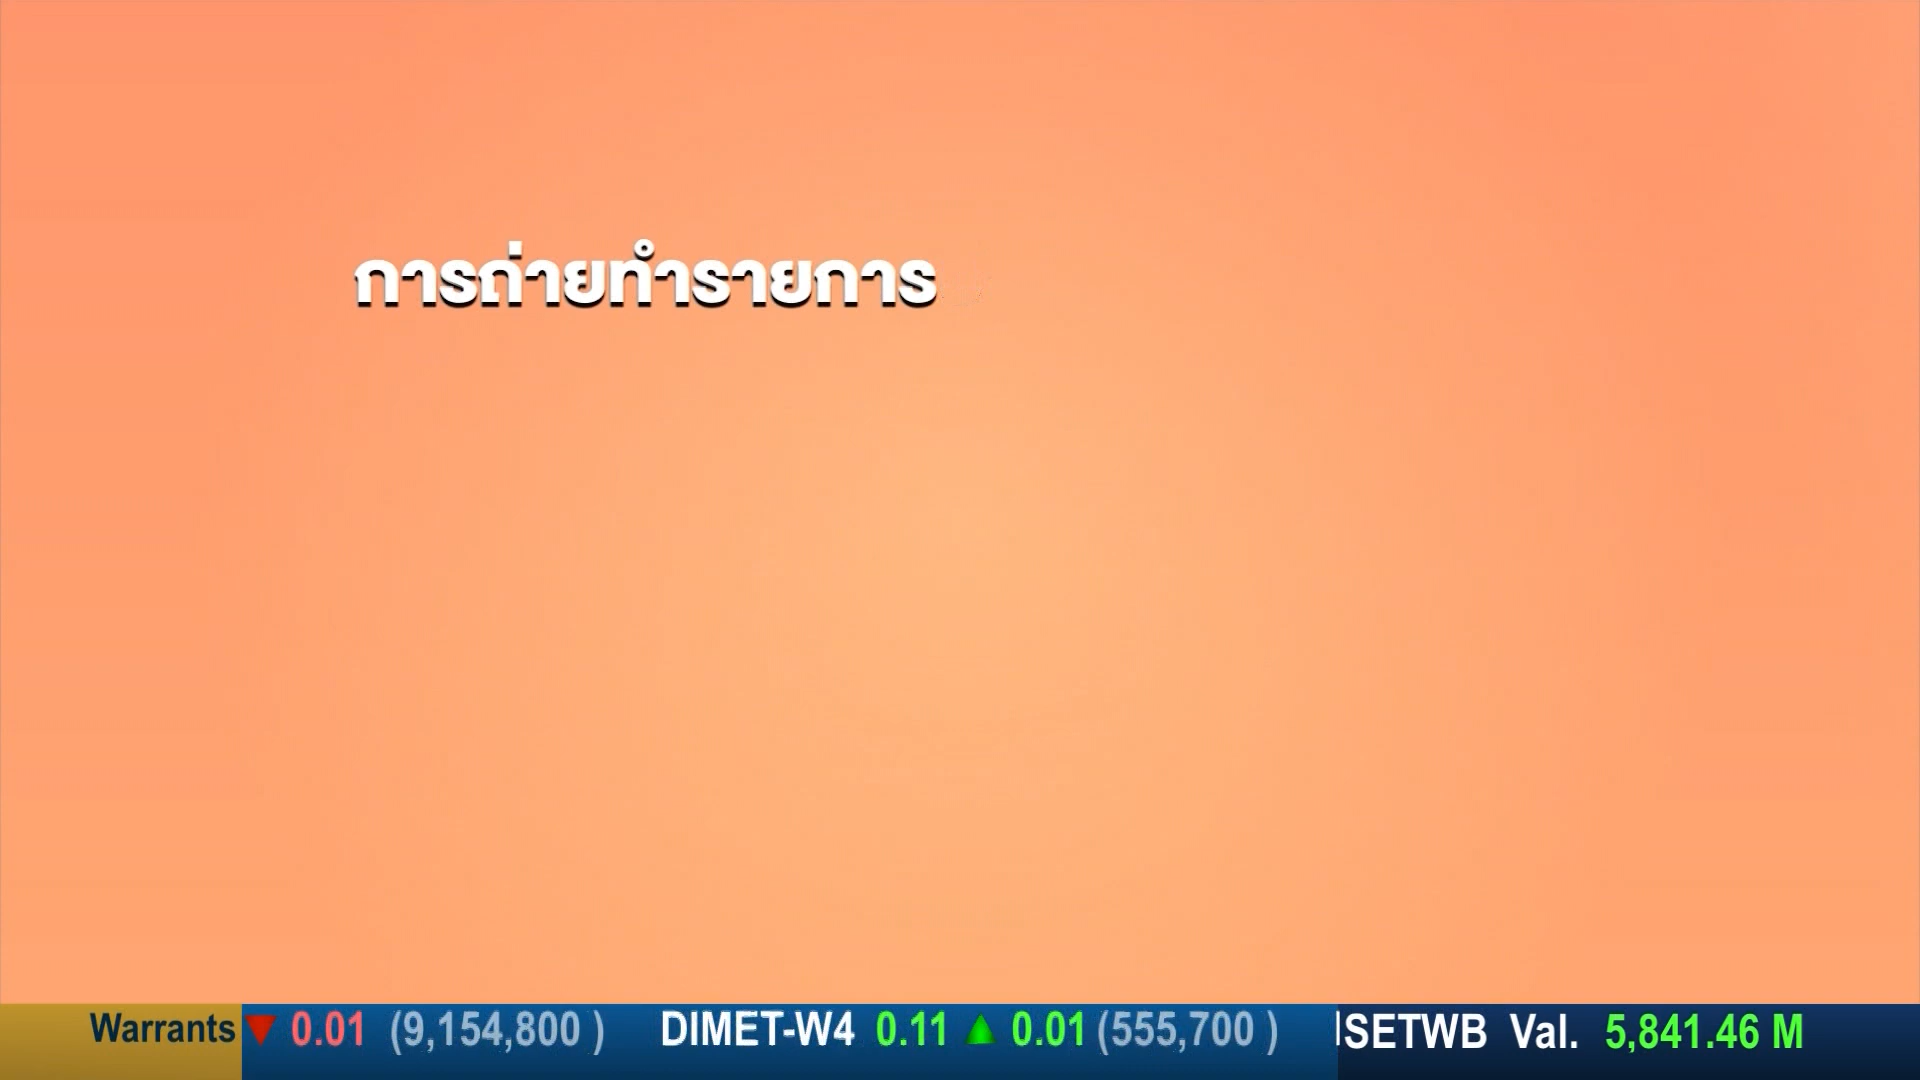 การถ่ายทำรายการ
Warrants ▼ 0.01 (9,154,800 ) DIMET-W4 0.11 ▲ 0.01 (555,700 ) SETWB Val. 5,841.46 M